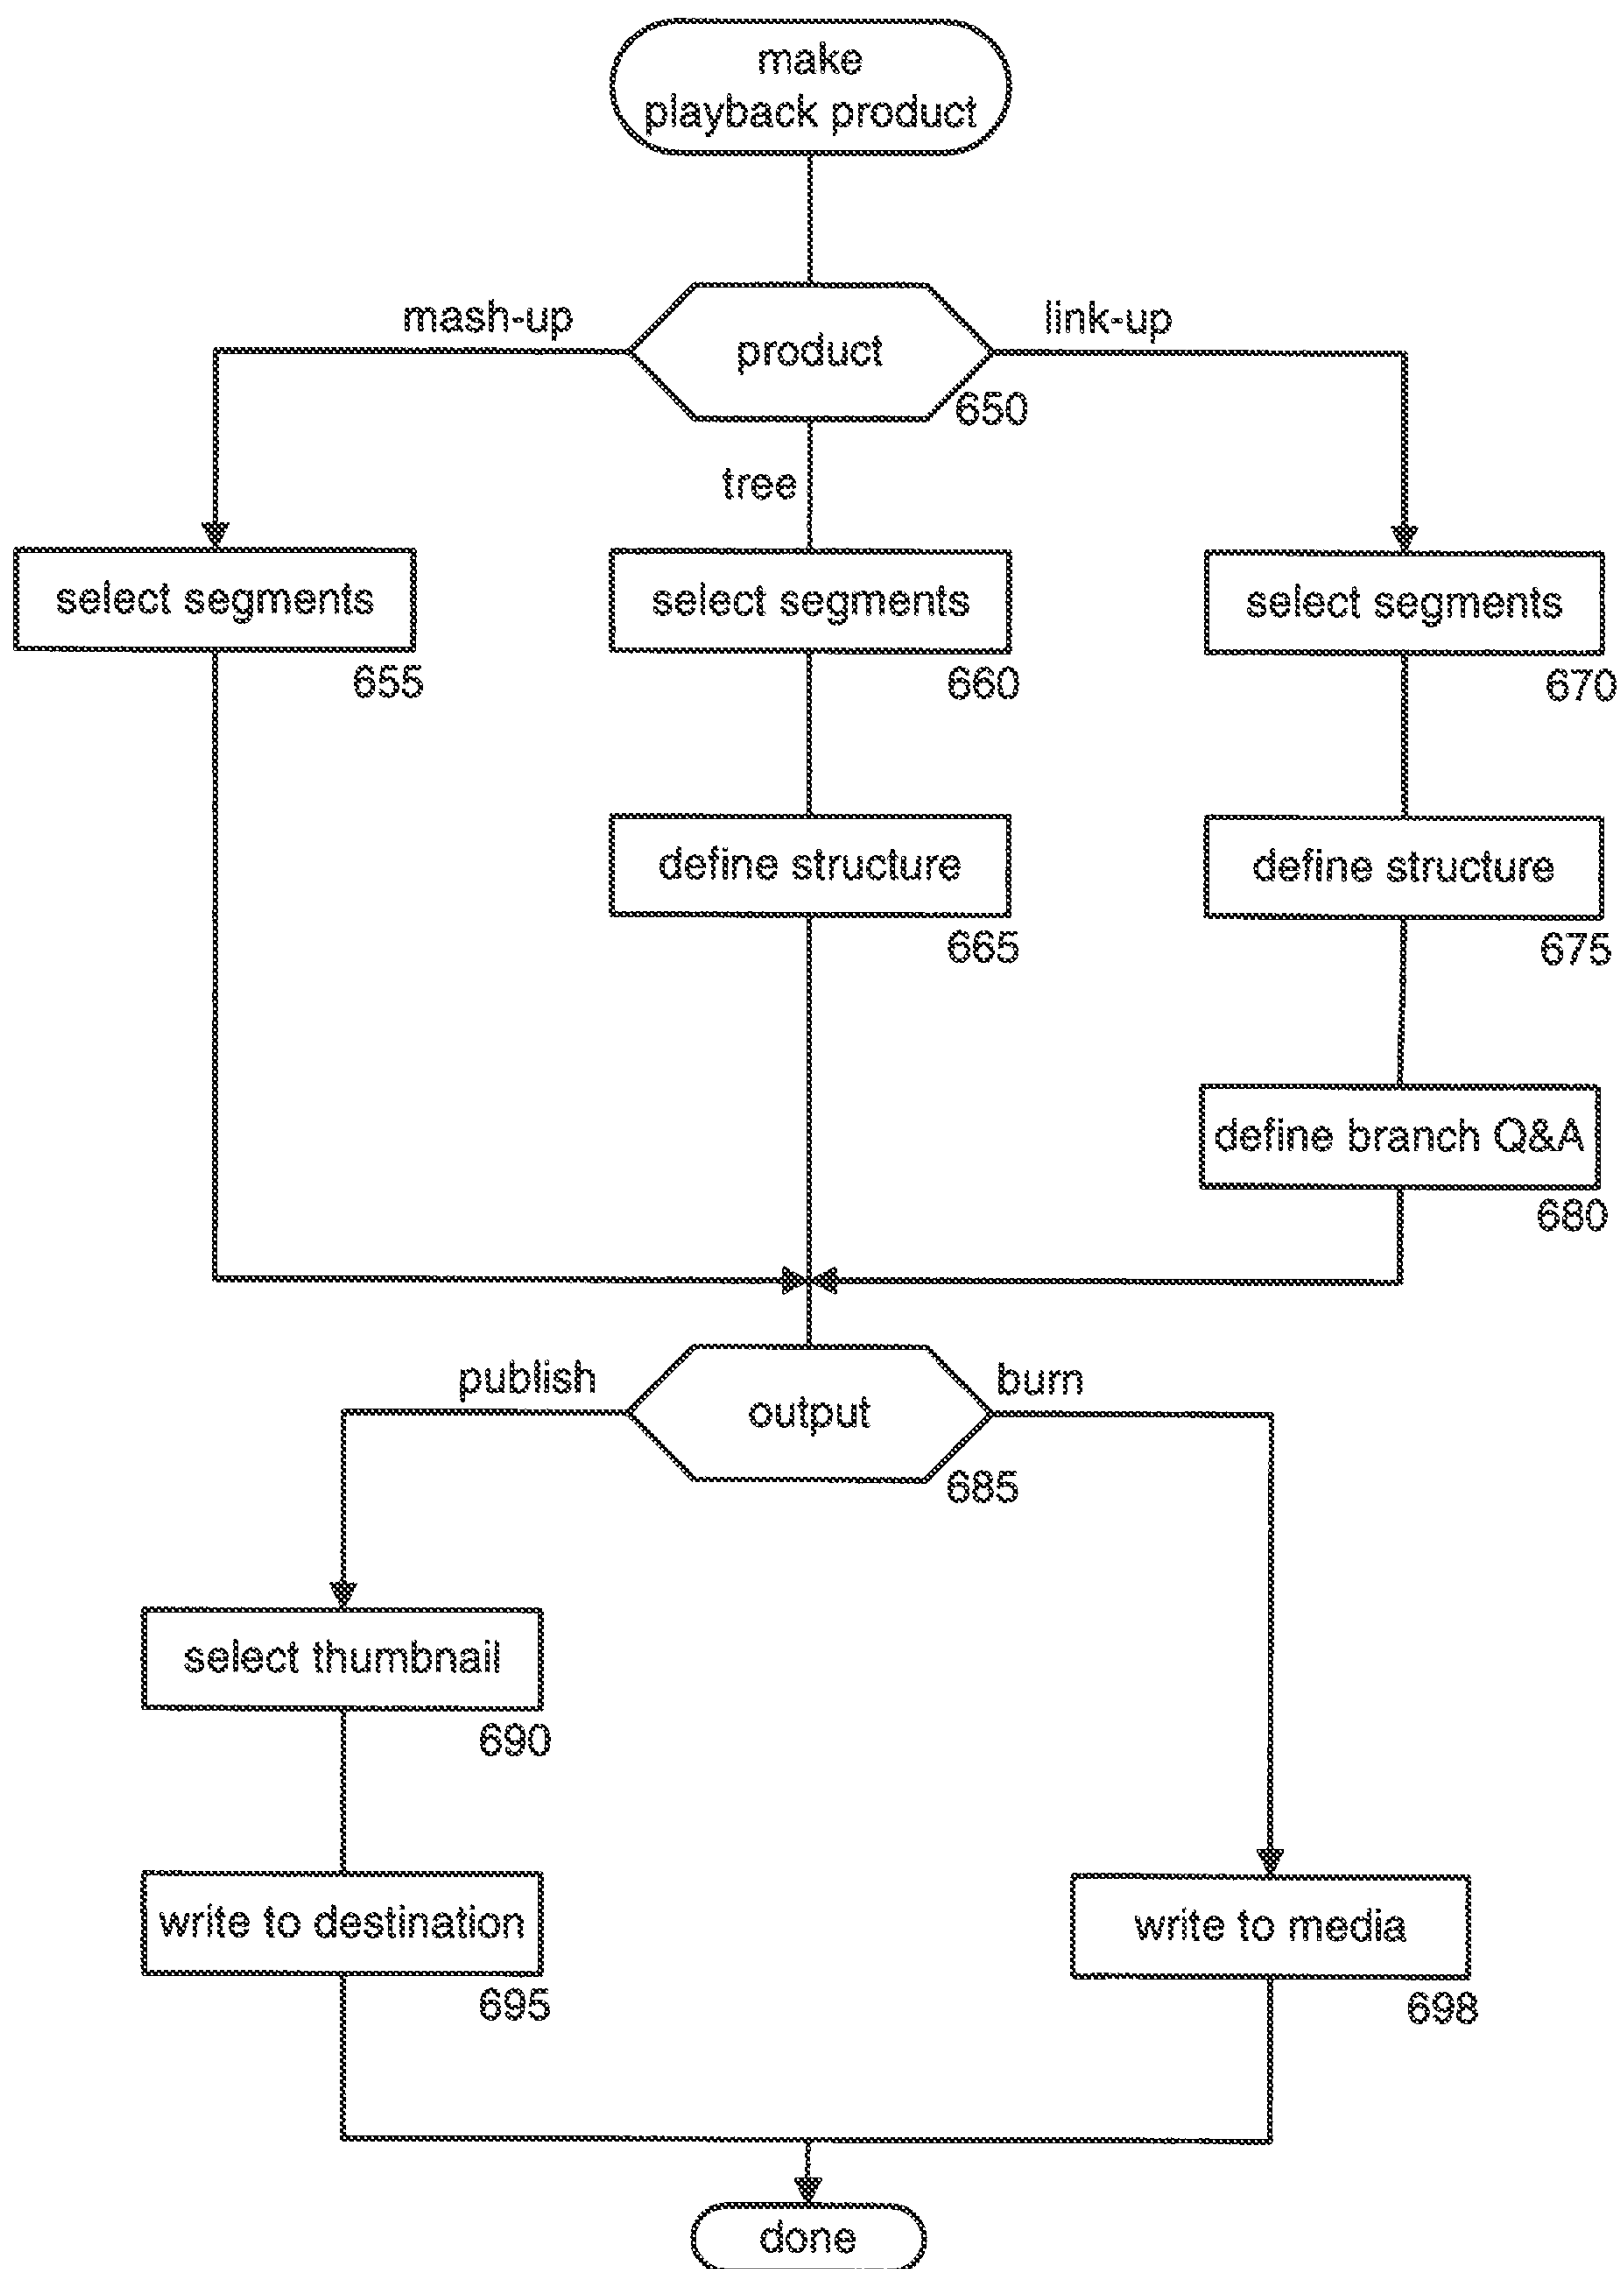 make
playback product
mash-up
product
link-up
650
tree
select segments
select segments
select segments
655
660
670
define structure
define structure
665
675
define branch Q&A
680
publish
output
burn
685
select thumbnail
690
write to destination
write to media
695
698
done